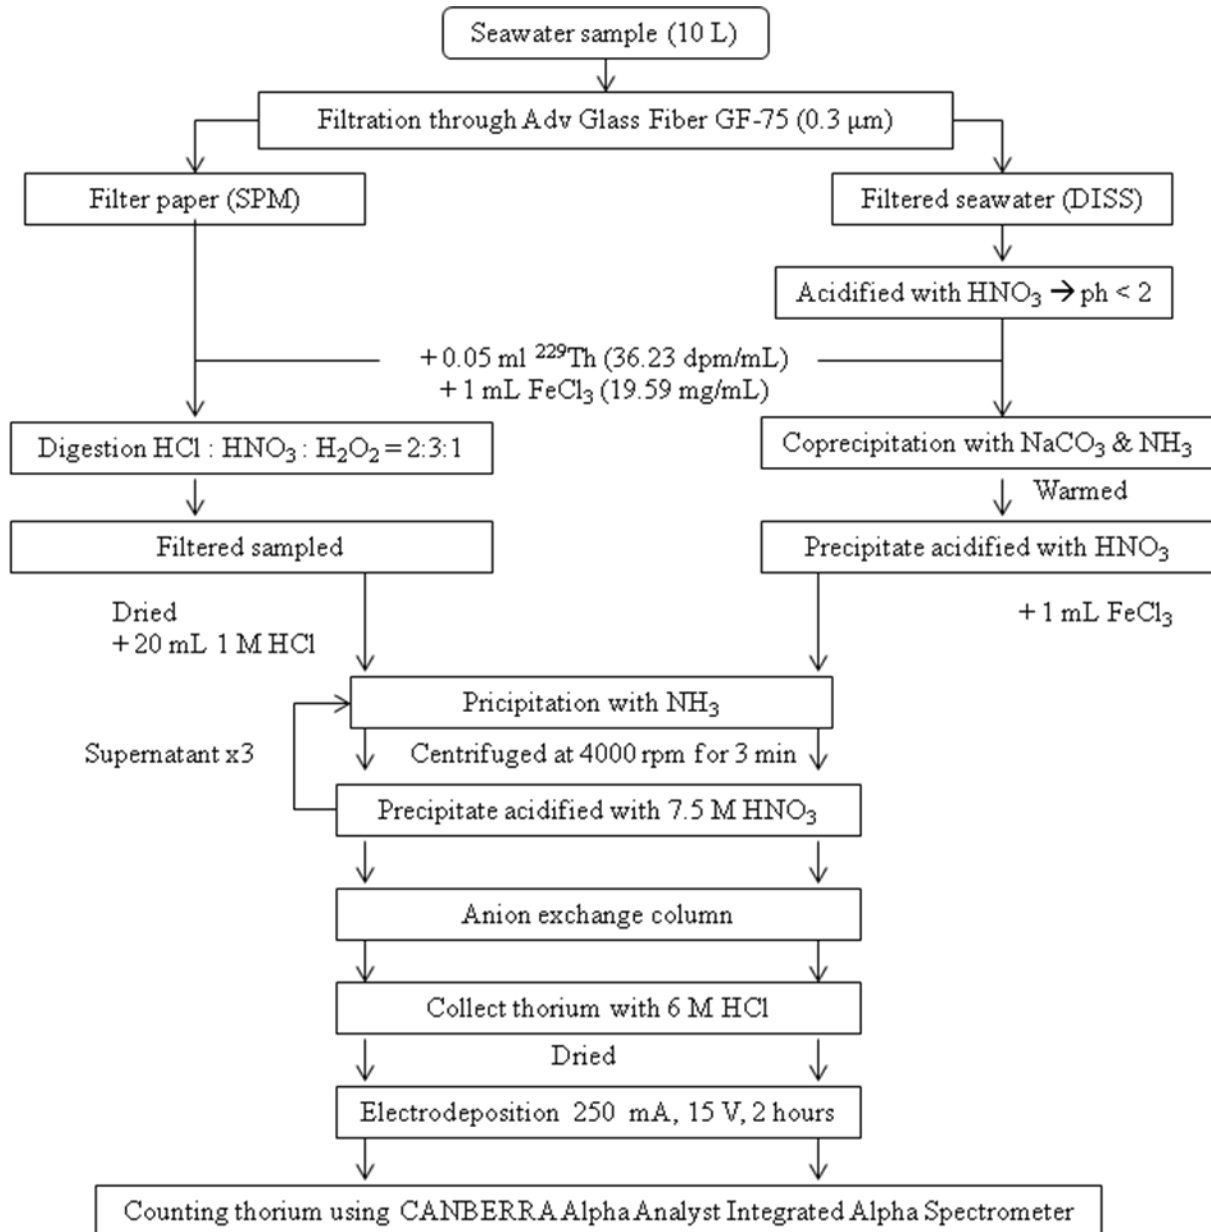 Seawater sample (10 L)
Filtration through Adv Glass Fiber GF-75 (0.3 μm)
Filter paper (SPM)
Filtered seawater (DISS)
Acidified with HNO₃ → ph < 2
+ 0.05 ml ²²⁹Th (36.23 dpm/mL)
+ 1 mL FeCl₃ (19.59 mg/mL)
Digestion HCl : HNO₃ : H₂O₂ = 2:3:1
Coprecipitation with NaCO₃ & NH₃
Warmed
Filtered sampled
Precipitate acidified with HNO₃
Dried
+ 20 mL 1 M HCl
+ 1 mL FeCl₃
Pricipitation with NH₃
Supernatant x3
Centrifuged at 4000 rpm for 3 min
Precipitate acidified with 7.5 M HNO₃
Anion exchange column
Collect thorium with 6 M HCl
Dried
Electrodeposition 250 mA, 15 V, 2 hours
Counting thorium using CANBERRA Alpha Analyst Integrated Alpha Spectrometer